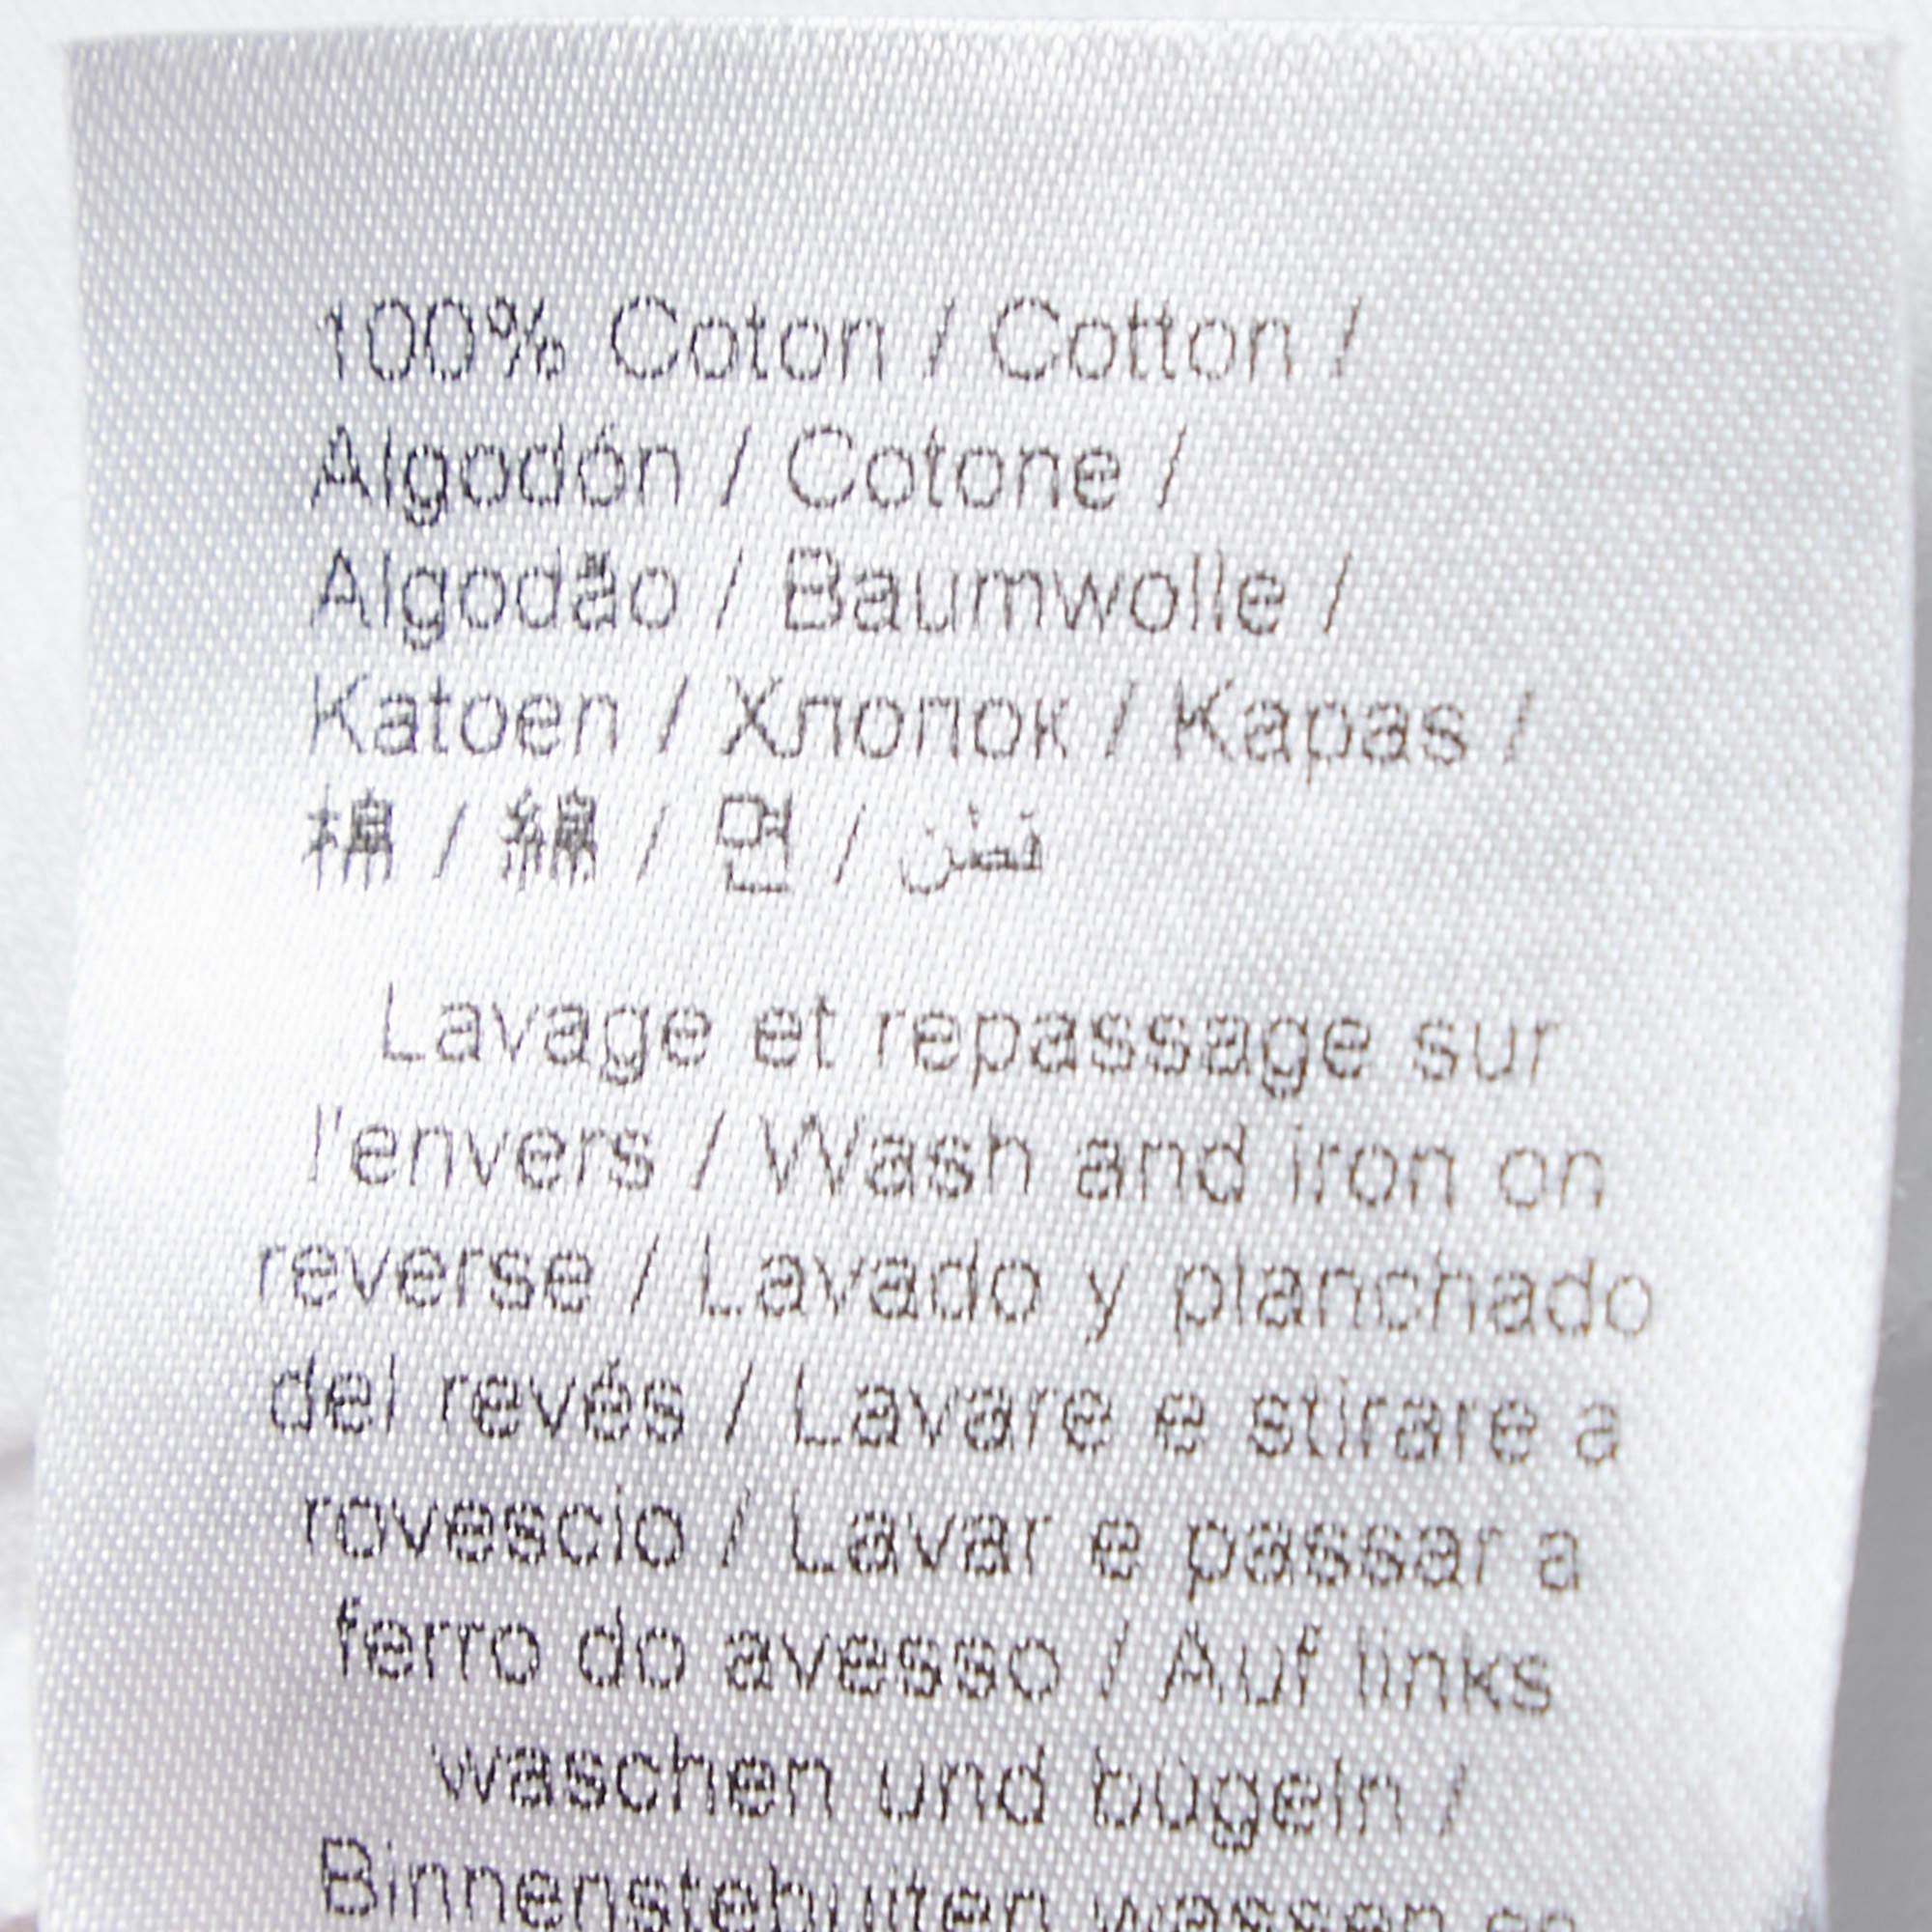 100% Coton / Cotton /
Algodón / Cotone /
Algodão / Baumwolle /
Katoen / Хлопок / Kapas /
棉 / 綿 / 면 / قطن
Lavage et repassage sur
l'envers / Wash and iron on
reverse / Lavado y planchado
del revés / Lavare e stirare a
rovescio / Lavar e passar a
ferro do avesso / Auf links
waschen und bügeln /
Binnenstebuiten wassen